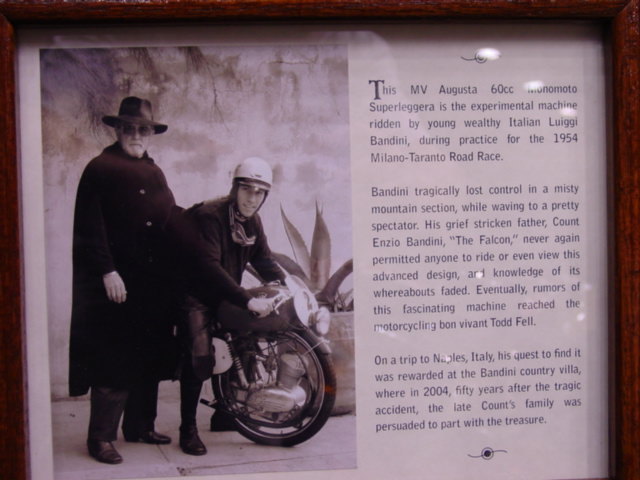 This MV Augusta 60cc Monomoto
Superleggera is the experimental machine
ridden by young wealthy Italian Luiggi
Bandini, during practice for the 1954
Milano-Taranto Road Race.
Bandini tragically lost control in a misty
mountain section, while waving to a pretty
spectator. His grief stricken father, Count
Enzio Bandini, “The Falcon,” never again
permitted anyone to ride or even view this
advanced design, and knowledge of its
whereabouts faded. Eventually, rumors of
this fascinating machine reached the
motorcycling bon vivant Todd Fell.
On a trip to Naples, Italy, his quest to find it
was rewarded at the Bandini country villa,
where in 2004, fifty years after the tragic
accident, the late Count's family was
persuaded to part with the treasure.